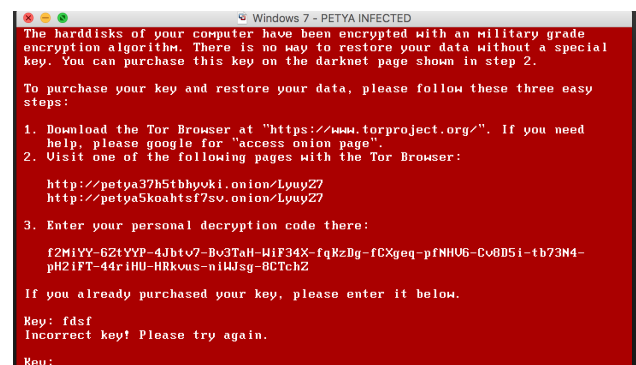 Windows 7 - PETYA INFECTED
The harddisks of your computer have been encrypted with an military grade
encryption algorithm. There is no way to restore your data without a special
key. You can purchase this key on the darknet page shown in step 2.
To purchase your key and restore your data, please follow these three easy
steps:
1. Download the Tor Browser at "https://www.torproject.org/". If you need
help, please google for "access onion page".
2. Visit one of the following pages with the Tor Browser:
http://petya37h5tbhyvki.onion/LyuyZ7
http://petya5koahtsf7sv.onion/LyuyZ7
3. Enter your personal decryption code there:
f2MiYY-6ZtYYP-4Jbtv7-Bv3TaH-WiF34X-fqKzDg-fCXgeq-pfNHV6-Cv8D5i-tb73N4-
pH2iFT-44riHU-HRkvus-niWJsg-8CTchZ
If you already purchased your key, please enter it below.
Key: fdsf
Incorrect key! Please try again.
Key: